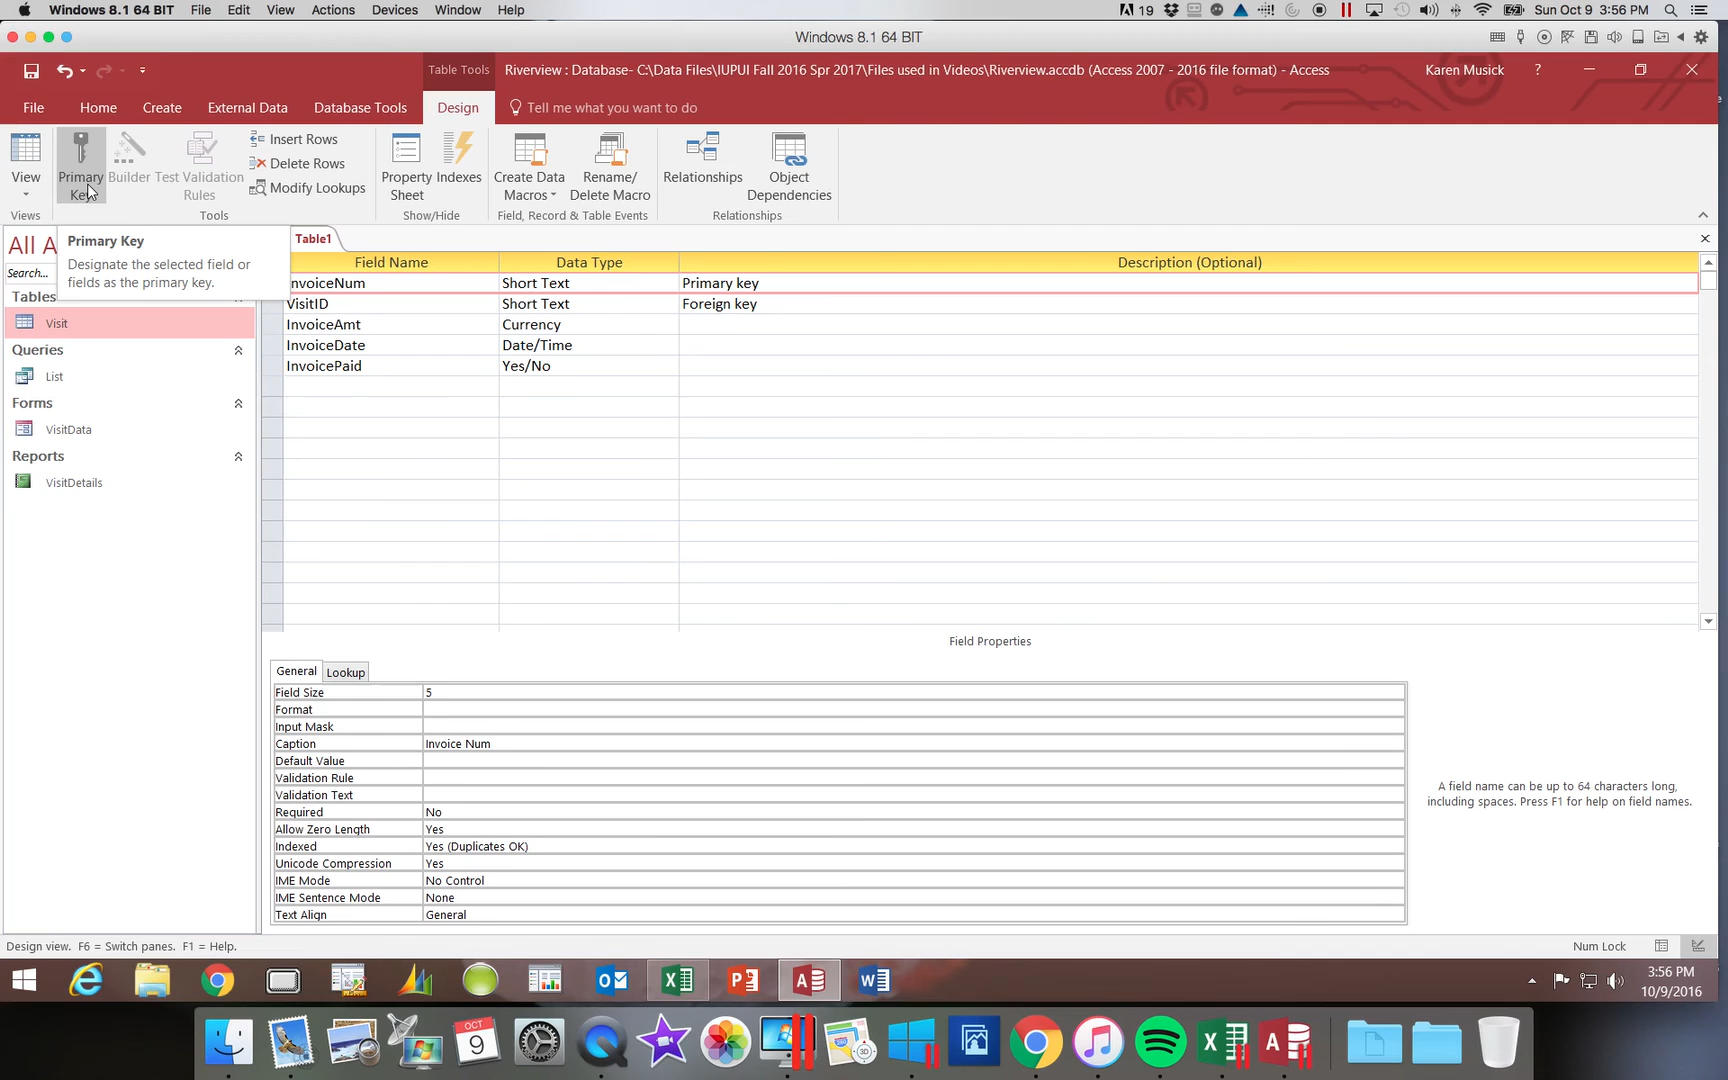 Windows 8.1 64 BIT File Edit View Actions Devices Window Help 19 Sun Oct 9 3:56 PM
Windows 8.1 64 BIT
Table Tools Riverview : Database- C:\Data Files\IUPUI Fall 2016 Spr 2017\Files used in Videos\Riverview.accdb (Access 2007 - 2016 file format) - Access Karen Musick ?
File Home Create External Data Database Tools Design Tell me what you want to do
View Primary Key Builder Test Validation Rules Insert Rows Delete Rows Modify Lookups Property Sheet Indexes Create Data Macros Rename/ Delete Macro Relationships Object Dependencies
Views Tools Show/Hide Field, Record & Table Events Relationships
All A
Search...
Primary Key
Designate the selected field or
fields as the primary key.
Tables
Visit
Queries
List
Forms
VisitData
Reports
VisitDetails
Table1
Field Name Data Type Description (Optional)
nvoiceNum Short Text Primary key
VisitID Short Text Foreign key
InvoiceAmt Currency
InvoiceDate Date/Time
InvoicePaid Yes/No
Field Properties
General Lookup
Field Size 5
Format
Input Mask
Caption Invoice Num
Default Value
Validation Rule
Validation Text
Required No
Allow Zero Length Yes
Indexed Yes (Duplicates OK)
Unicode Compression Yes
IME Mode No Control
IME Sentence Mode None
Text Align General
A field name can be up to 64 characters long,
including spaces. Press F1 for help on field names.
Design view. F6 = Switch panes. F1 = Help. Num Lock
3:56 PM
10/9/2016
OCT
9
3D